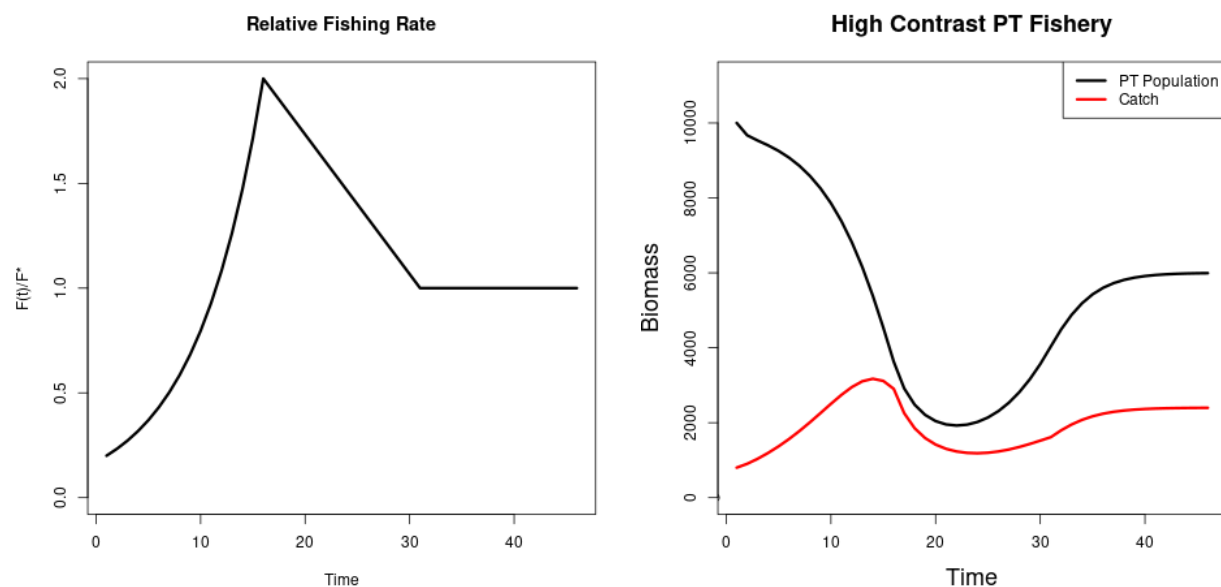 Relative Fishing Rate
F(t)/F*
2.0
1.5
1.0
0.5
0.0
0 10 20 30 40
Time
High Contrast PT Fishery
PT Population
Catch
Biomass
10000
8000
6000
4000
2000
0
0 10 20 30 40
Time